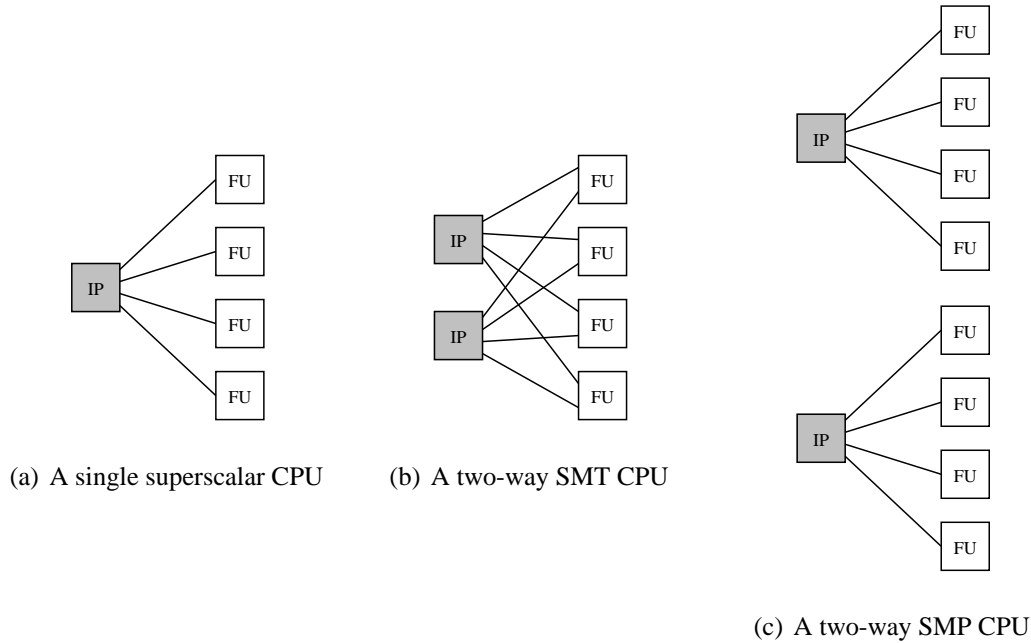 FU
FU
IP
FU
FU
(a) A single superscalar CPU
FU
IP
FU
IP
FU
FU
(b) A two-way SMT CPU
FU
FU
IP
FU
FU
FU
FU
IP
FU
FU
(c) A two-way SMP CPU